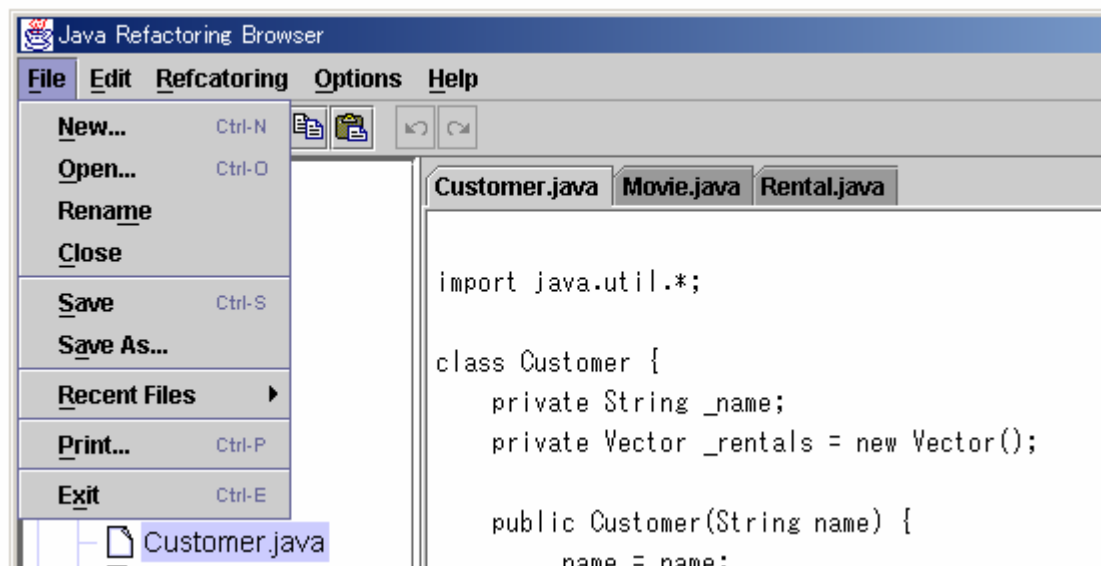 Java Refactoring Browser
File Edit Refcatoring Options Help
New... Ctrl-N
Open... Ctrl-O
Rename
Close
Save Ctrl-S
Save As...
Recent Files
Print... Ctrl-P
Exit Ctrl-E
Customer.java
Customer.java Movie.java Rental.java
import java.util.*;
class Customer {
private String _name;
private Vector _rentals = new Vector();
public Customer(String name) {
name = name;